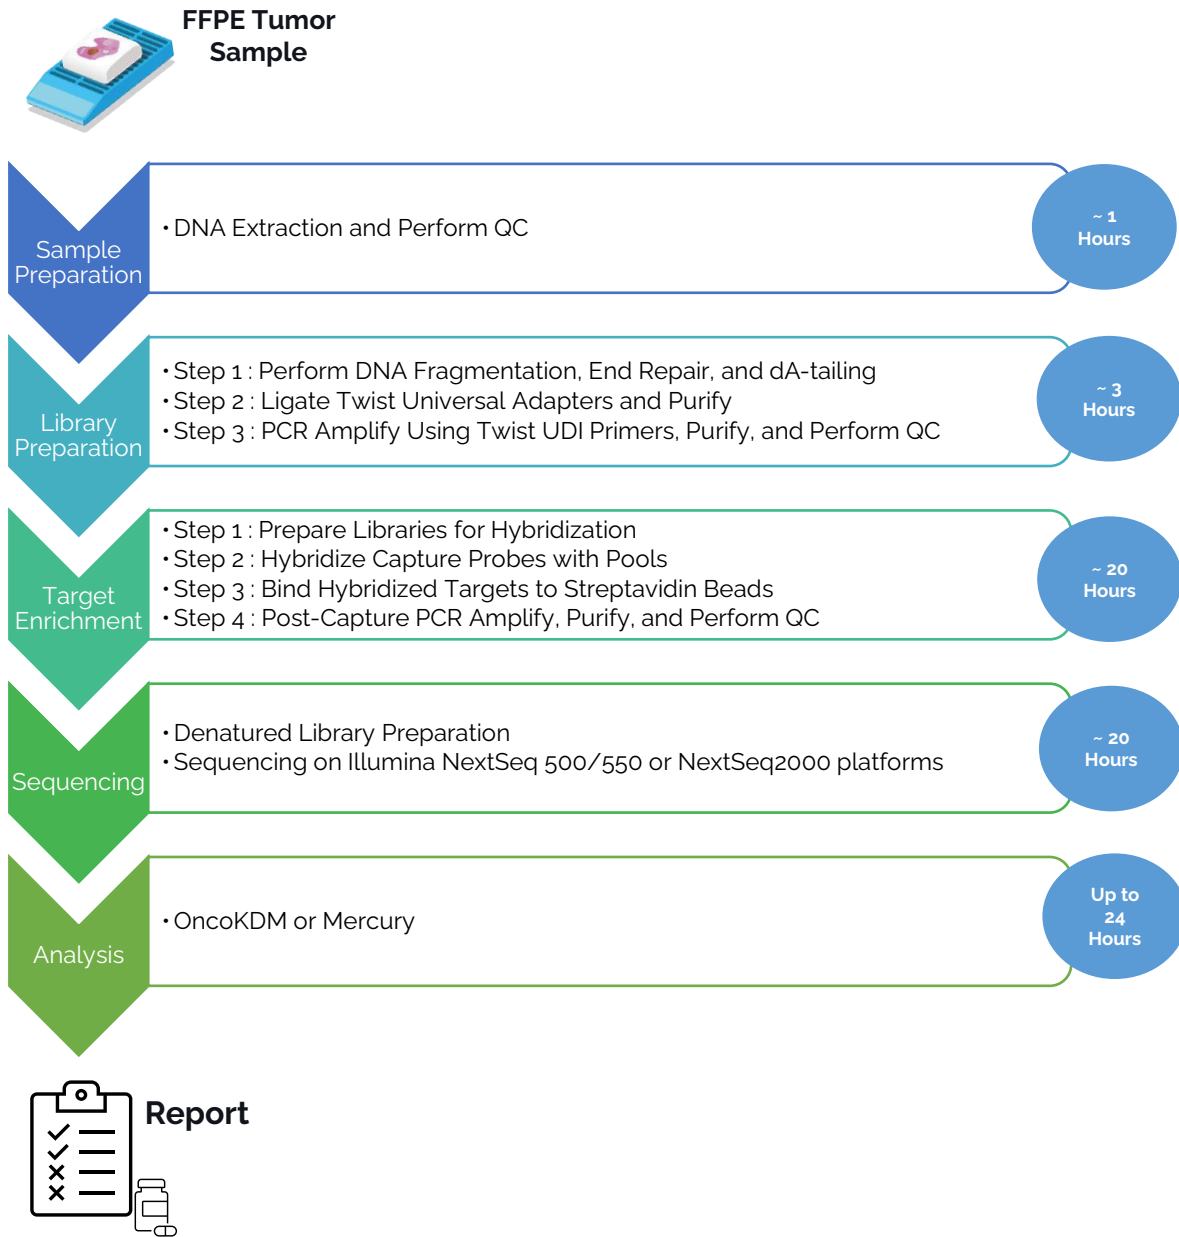 FFPE Tumor
Sample
Sample
Preparation
• DNA Extraction and Perform QC
~ 1
Hours
Library
Preparation
• Step 1 : Perform DNA Fragmentation, End Repair, and dA-tailing
• Step 2 : Ligate Twist Universal Adapters and Purify
• Step 3 : PCR Amplify Using Twist UDI Primers, Purify, and Perform QC
~ 3
Hours
Target
Enrichment
• Step 1 : Prepare Libraries for Hybridization
• Step 2 : Hybridize Capture Probes with Pools
• Step 3 : Bind Hybridized Targets to Streptavidin Beads
• Step 4 : Post-Capture PCR Amplify, Purify, and Perform QC
~ 20
Hours
Sequencing
• Denatured Library Preparation
• Sequencing on Illumina NextSeq 500/550 or NextSeq2000 platforms
~ 20
Hours
Analysis
• OncoKDM or Mercury
Up to
24
Hours
Report